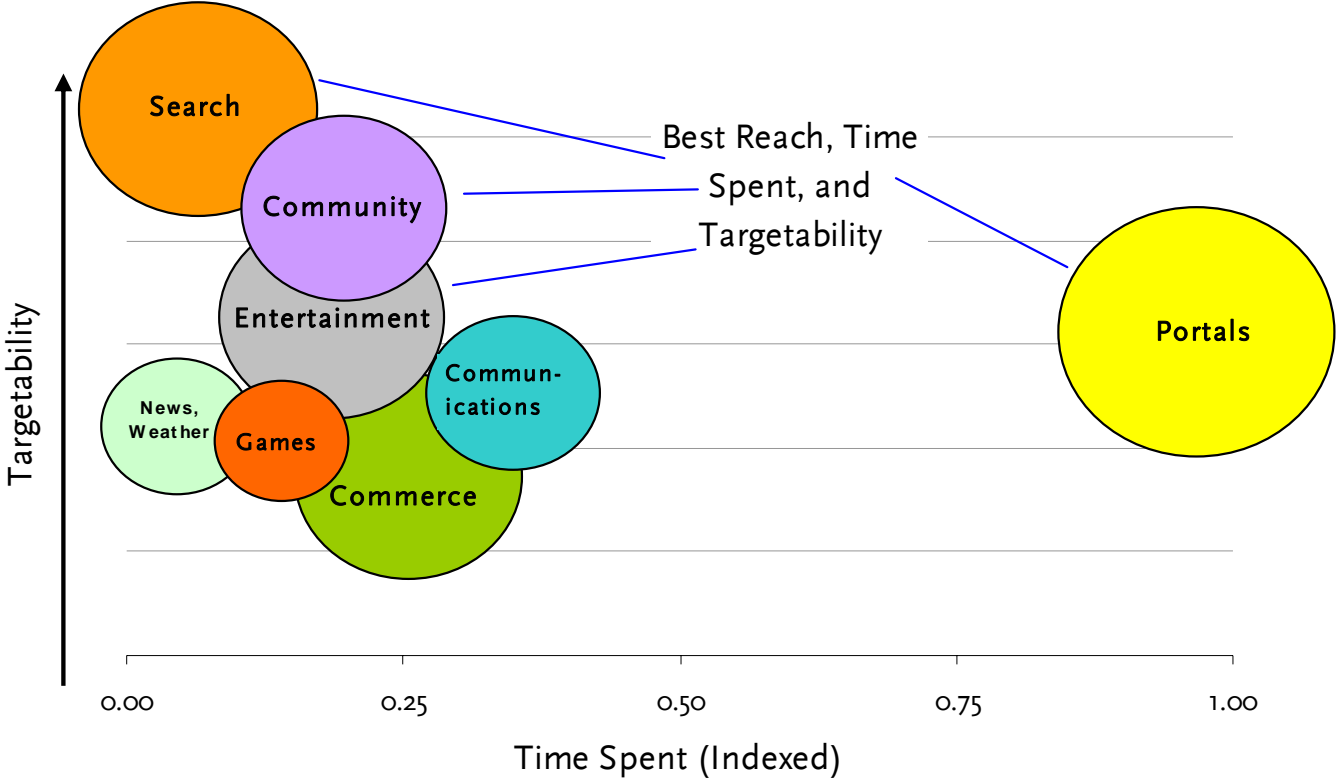 Search
Best Reach, Time
Spent, and
Targetability
Community
Entertainment
Portals
Commun-
ications
News,
Weather
Games
Commerce
Targetability
0.00
0.25
0.50
0.75
1.00
Time Spent (Indexed)